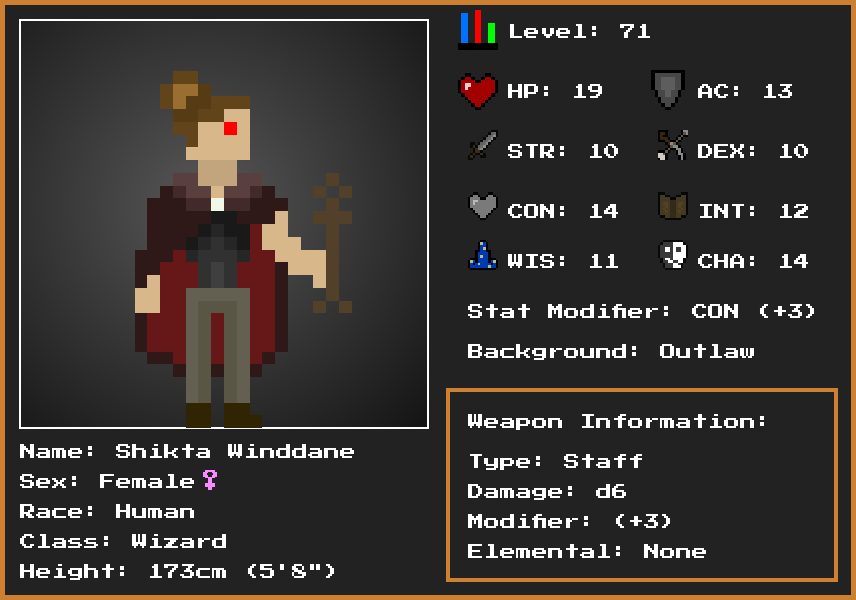 Level: 71
HP: 19
AC: 13
STR: 10
DEX: 10
CON: 14
INT: 12
WIS: 11
CHA: 14
Stat Modifier: CON (+3)
Background: Outlaw
Weapon Information:
Type: Staff
Damage: d6
Modifier: (+3)
Elemental: None
Name: Shikta Winddane
Sex: Female♀
Race: Human
Class: Wizard
Height: 173cm (5'8")